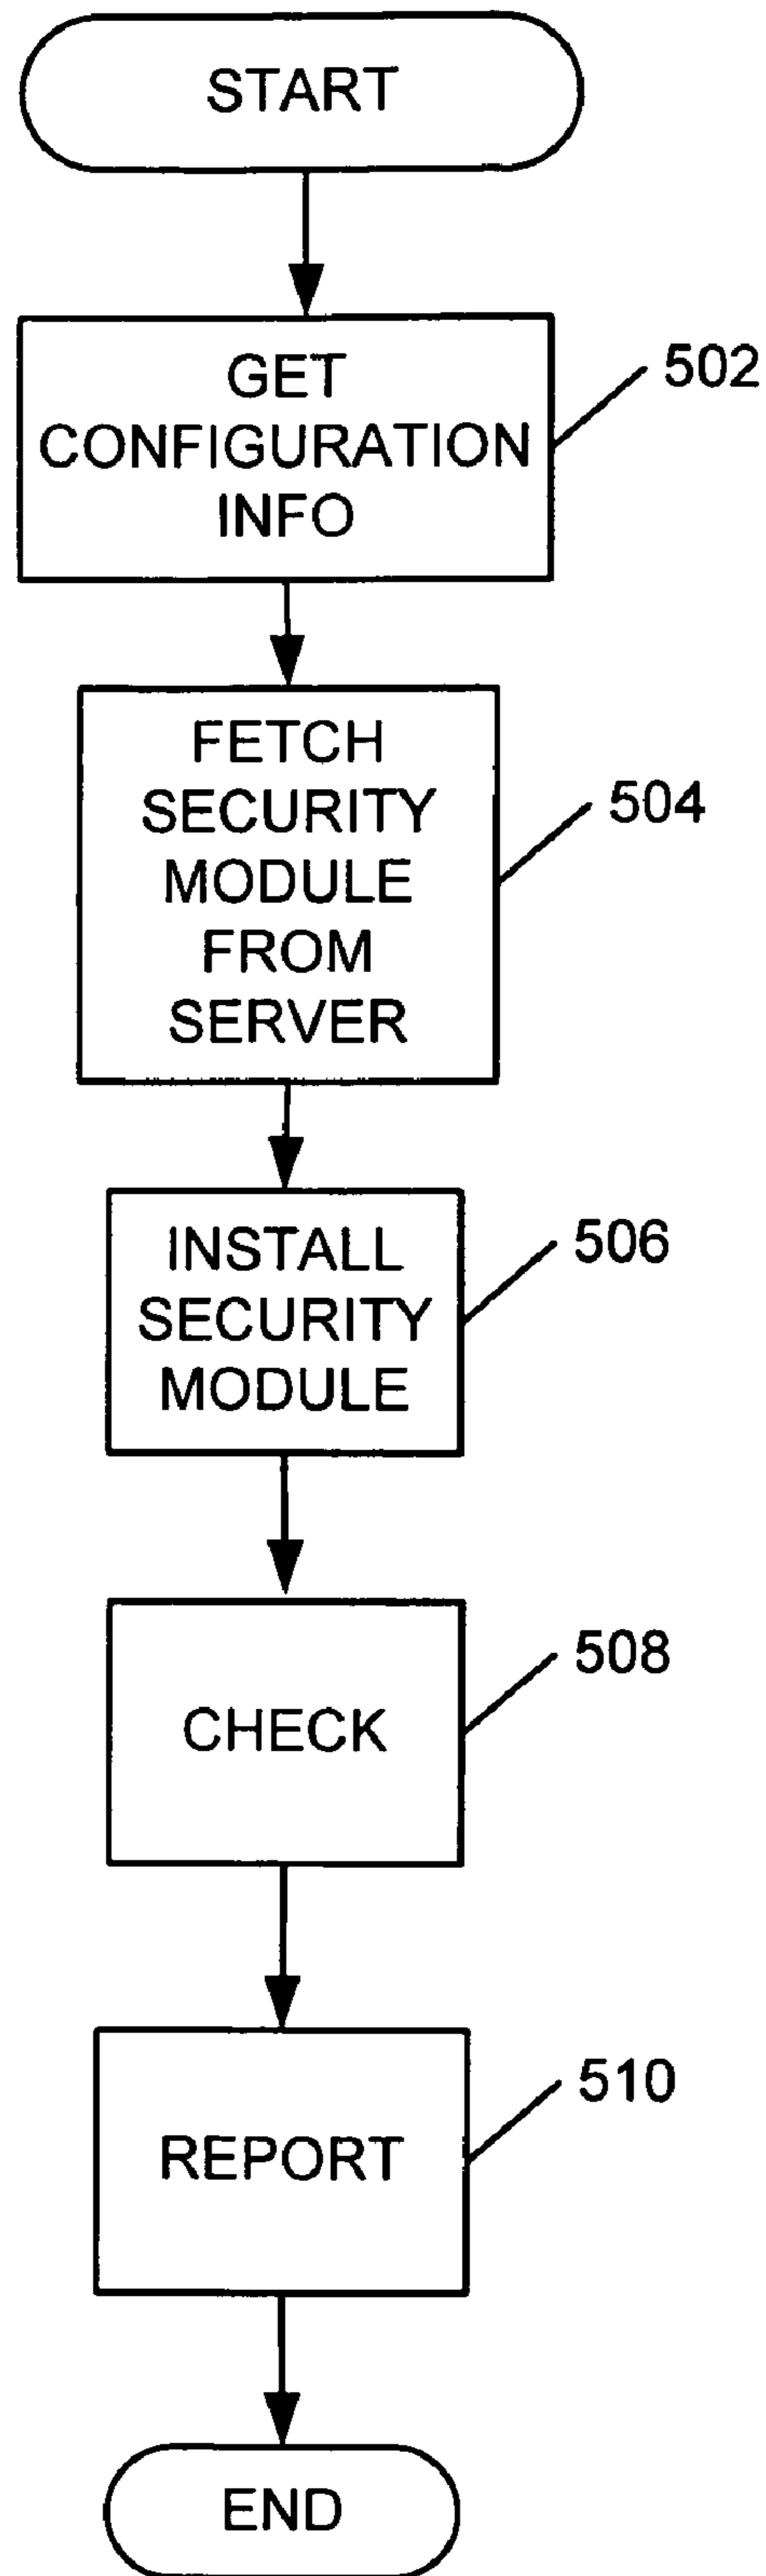 START
GET
CONFIGURATION
INFO
502
FETCH
SECURITY
MODULE
FROM
SERVER
504
INSTALL
SECURITY
MODULE
506
CHECK
508
REPORT
510
END